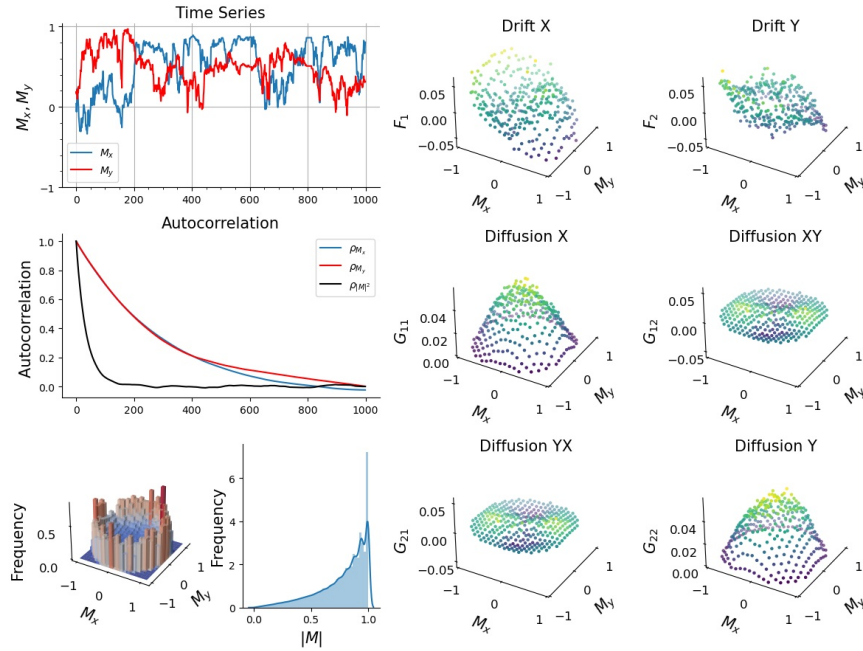 Time Series
1
0
−1
M_x, M_y
M_x
M_y
0 200 400 600 800 1000
Drift X
0.05
0.00
−0.05
F_1
−1 0 1
M_x
−1 0 1
M_y
Drift Y
0.05
0.00
−0.05
F_2
−1 0 1
M_x
−1 0 1
M_y
Autocorrelation
1.0
0.8
0.6
0.4
0.2
0.0
Autocorrelation
ρ_{M_x}
ρ_{M_y}
ρ_{|M|^2}
0 200 400 600 800 1000
Diffusion X
0.04
0.02
0.00
G_{11}
−1 0 1
M_x
−1 0 1
M_y
Diffusion XY
0.05
0.00
−0.05
G_{12}
−1 0 1
M_x
−1 0 1
M_y
Frequency
0.5
0.0
−1 0 1
M_x
−1 0 1
M_y
Frequency
6
4
2
0
0.0 0.5 1.0
|M|
Diffusion YX
0.05
0.00
−0.05
G_{21}
−1 0 1
M_x
−1 0 1
M_y
Diffusion Y
0.04
0.02
0.00
G_{22}
−1 0 1
M_x
−1 0 1
M_y